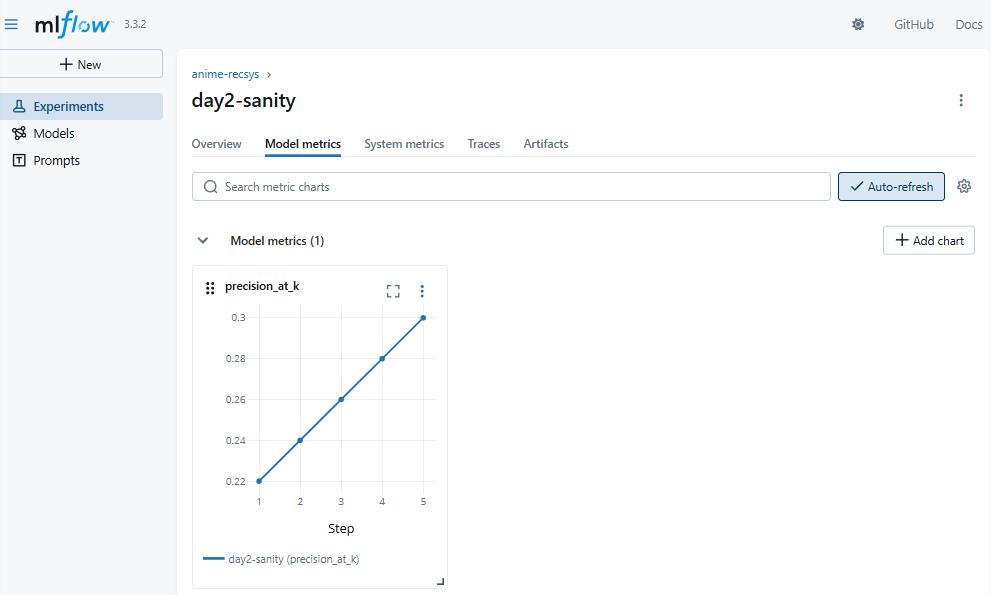 mlflow 3.3.2 GitHub Docs
New
Experiments
Models
Prompts
anime-recsys
day2-sanity
Overview Model metrics System metrics Traces Artifacts
Search metric charts Auto-refresh
Model metrics (1) Add chart
precision_at_k
0.3
0.28
0.26
0.24
0.22
1 2 3 4 5
Step
day2-sanity (precision_at_k)